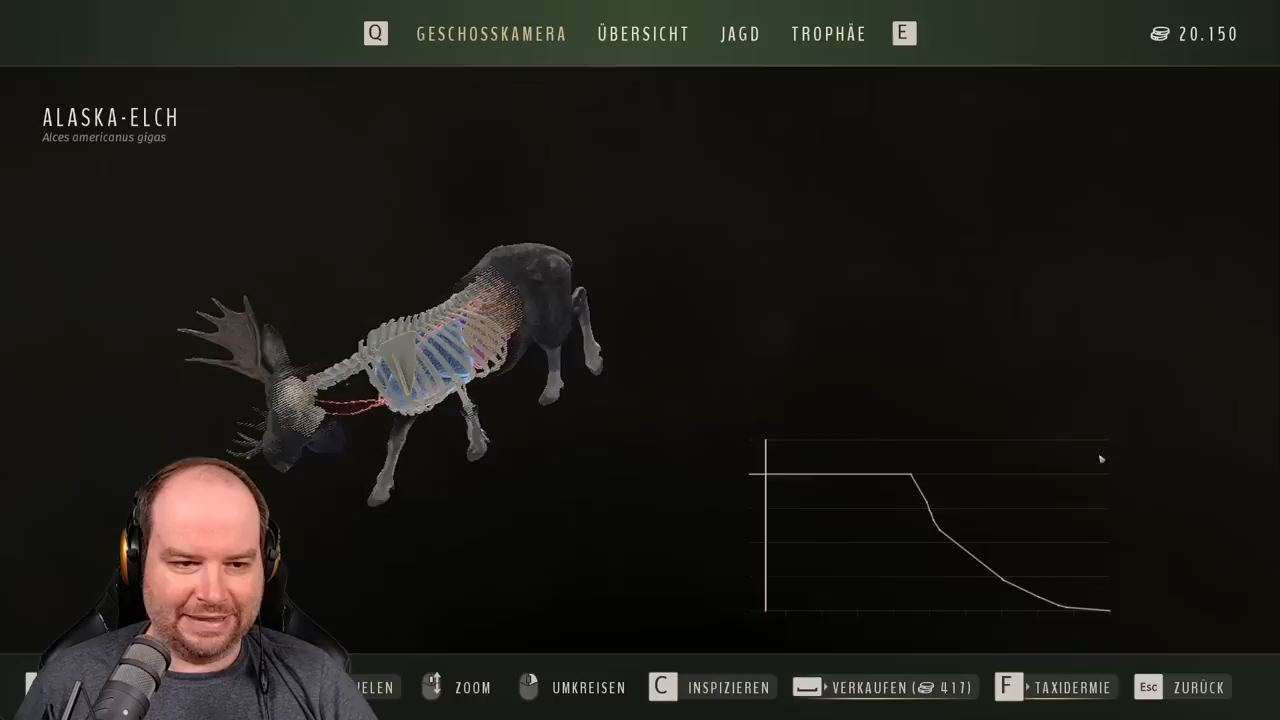 Q GESCHOSSKAMERA ÜBERSICHT JAGD TROPHÄE E 20.150
ALASKA-ELCH
Alces americanus gigas
ZOOM UMKREISEN C INSPIZIEREN VERKAUFEN ( 417) F TAXIDERMIE Esc ZURÜCK